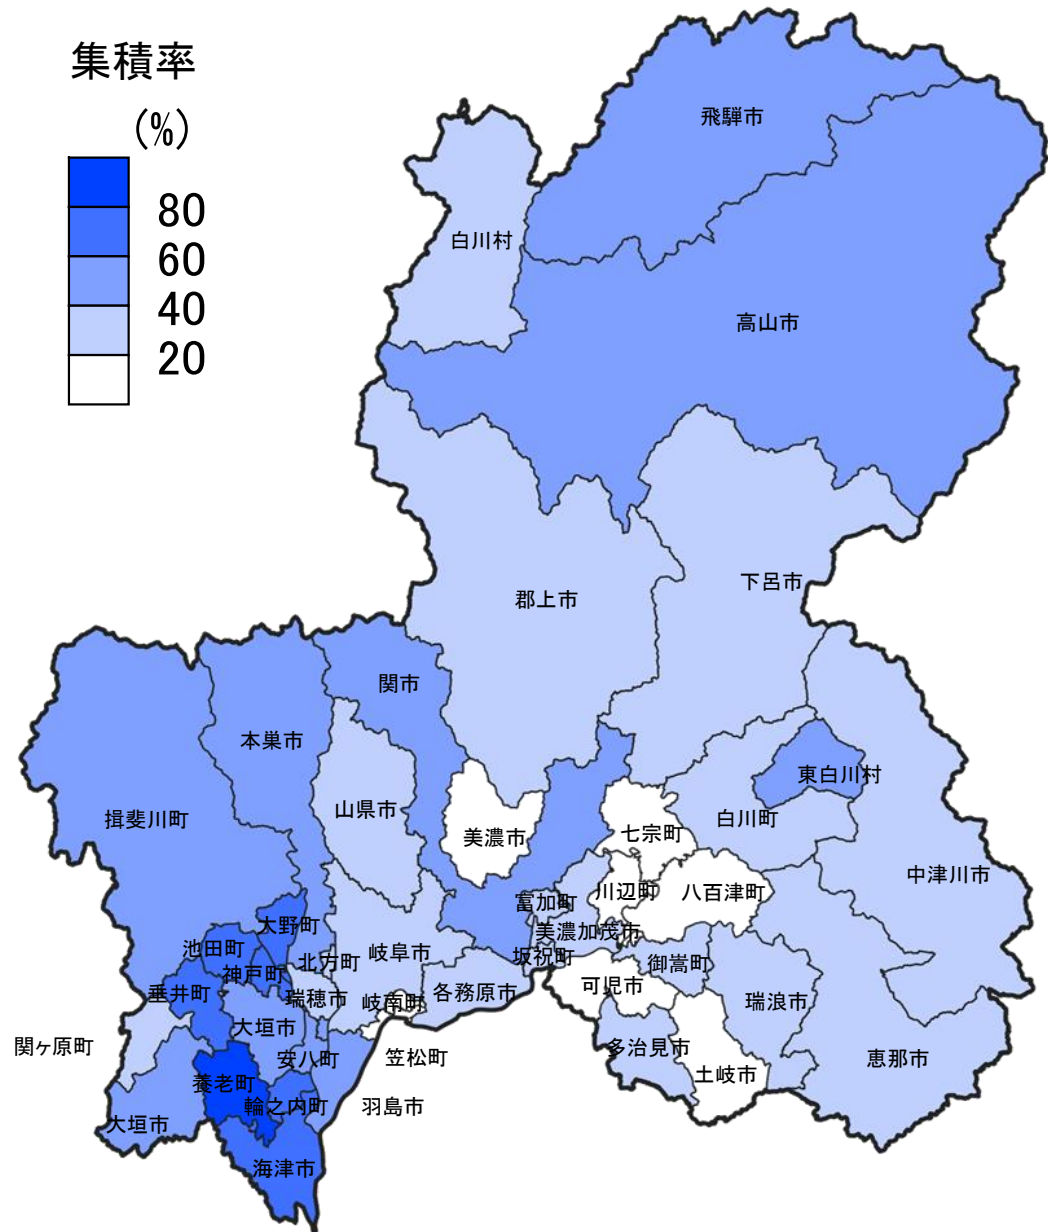 集積率
(%)
80
60
40
20
飛騨市
白川村
高山市
下呂市
郡上市
関市
本巣市
東白川村
山県市
揖斐川町
白川町
七宗町
美濃市
中津川市
川辺町
八百津町
富加町
大野町
美濃加茂市
池田町
岐阜市
坂祝町
北方町
御嵩町
神戸町
可児市
各務原市
垂井町
瑞穂市
岐南町
瑞浪市
大垣市
関ヶ原町
多治見市
笠松町
安八町
恵那市
土岐市
養老町
輪之内町
羽島市
大垣市
海津市